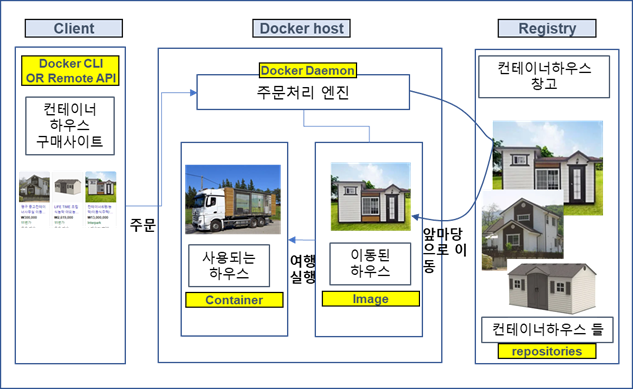 Client
Docker CLI
OR Remote API
컨테이너
하우스
구매사이트
주문
Docker host
Docker Daemon
주문처리 엔진
사용되는
하우스
Container
여행
실행
이동된
하우스
Image
앞마당
으로 이
동
Registry
컨테이너하우스
창고
컨테이너하우스 들
repositories